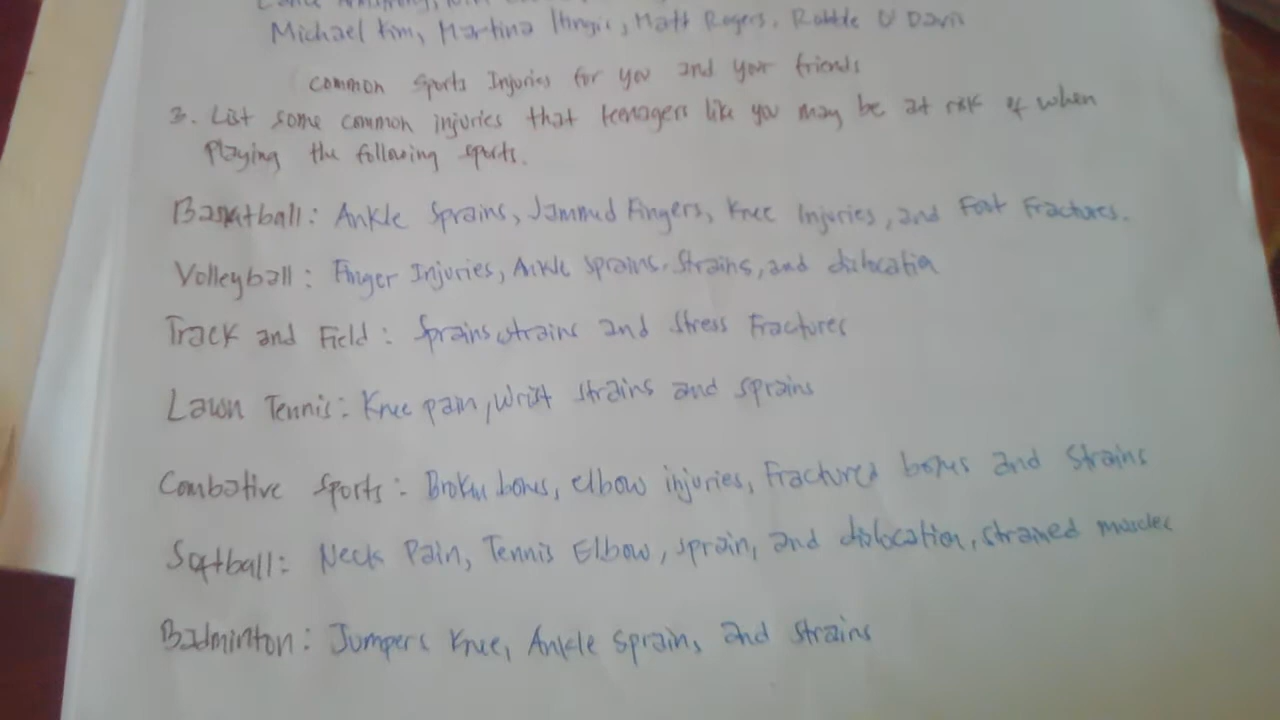 Michael Kim, Martina Hingis, Matt Rogers, Davis
Common Sports Injuries for you and your friends
3. List some common injuries that teenagers like you may be at risk of when
playing the following sports.
Basketball: Ankle Sprains, Jammed Fingers, Knee Injuries, and Foot Fractures.
Volleyball: Finger Injuries, Ankle sprains, Strains, and dislocation
Track and Field: Sprains, strains and Stress Fractures
Lawn Tennis: Knee pain, Wrist strains and sprains
Combative Sports: Broken bones, elbow injuries, Fractured bones and Strains
Softball: Neck Pain, Tennis Elbow, sprain, and dislocation, strained muscles
Badminton: Jumpers Knee, Ankle Sprain, and Strains